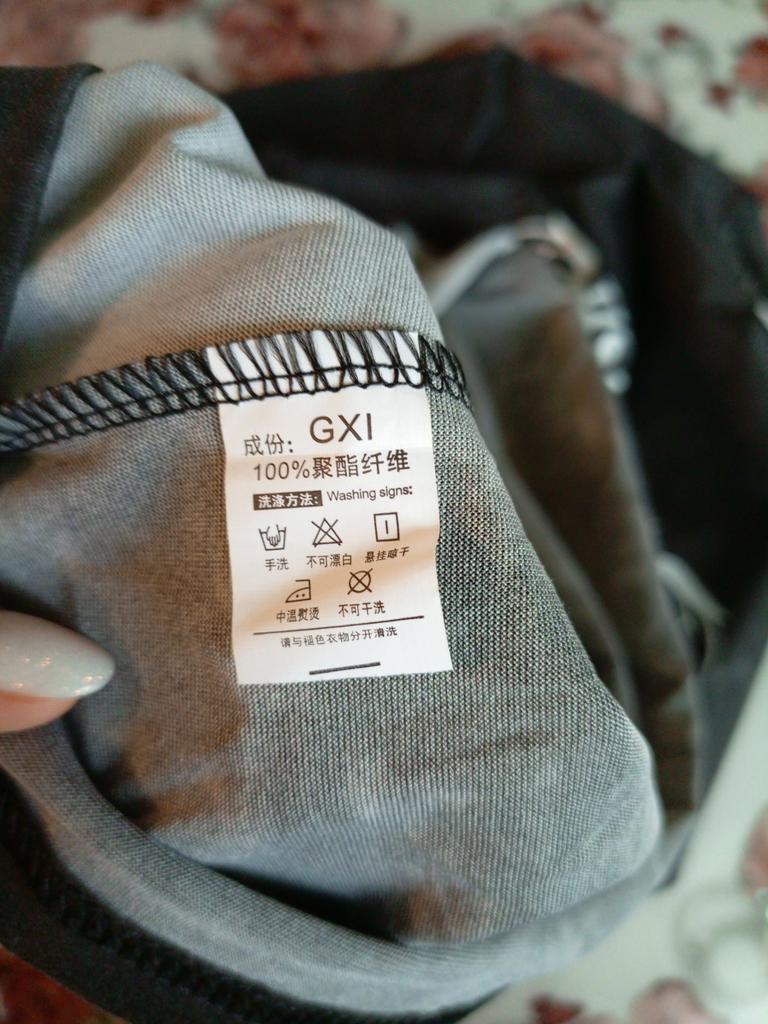 成份: GXI
100%聚酯纤维
洗涤方法: Washing signs:
手洗 不可漂白 悬挂晾干
中温熨烫 不可干洗
请与褪色衣物分开清洗